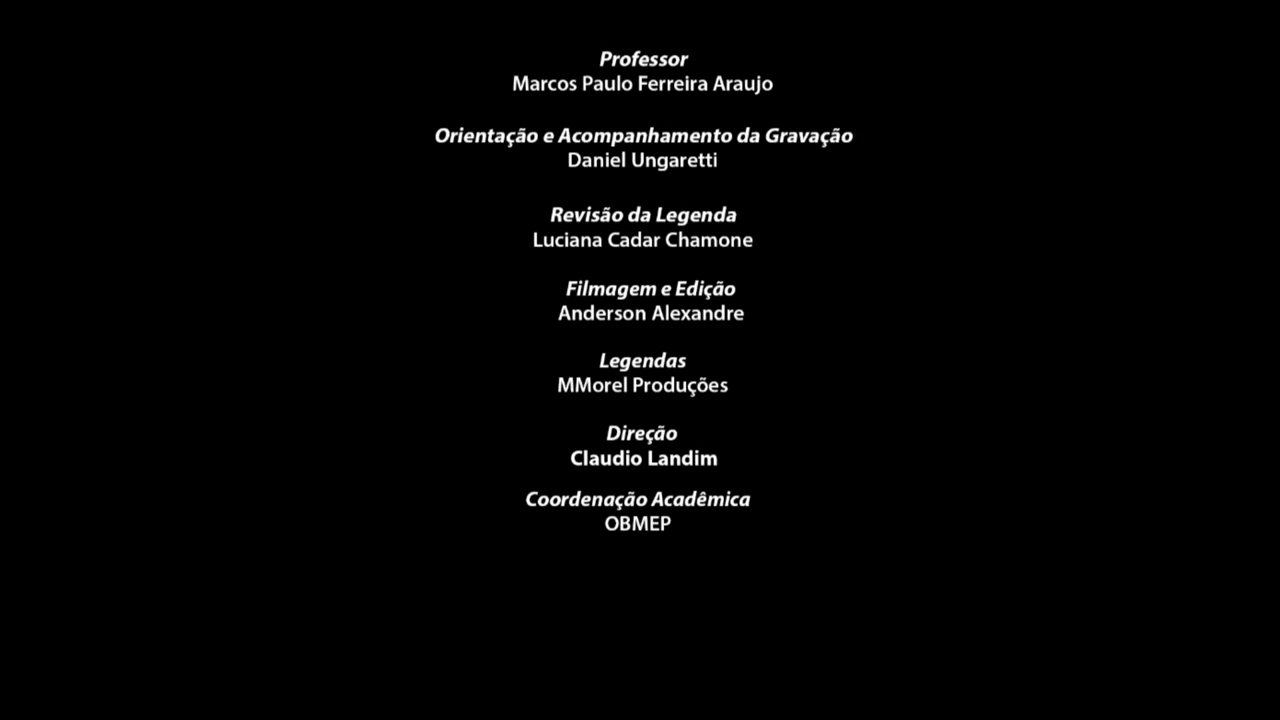 Professor
Marcos Paulo Ferreira Araujo
Orientação e Acompanhamento da Gravação
Daniel Ungaretti
Revisão da Legenda
Luciana Cadar Chamone
Filmagem e Edição
Anderson Alexandre
Legendas
MMorel Produções
Direção
Claudio Landim
Coordenação Acadêmica
OBMEP